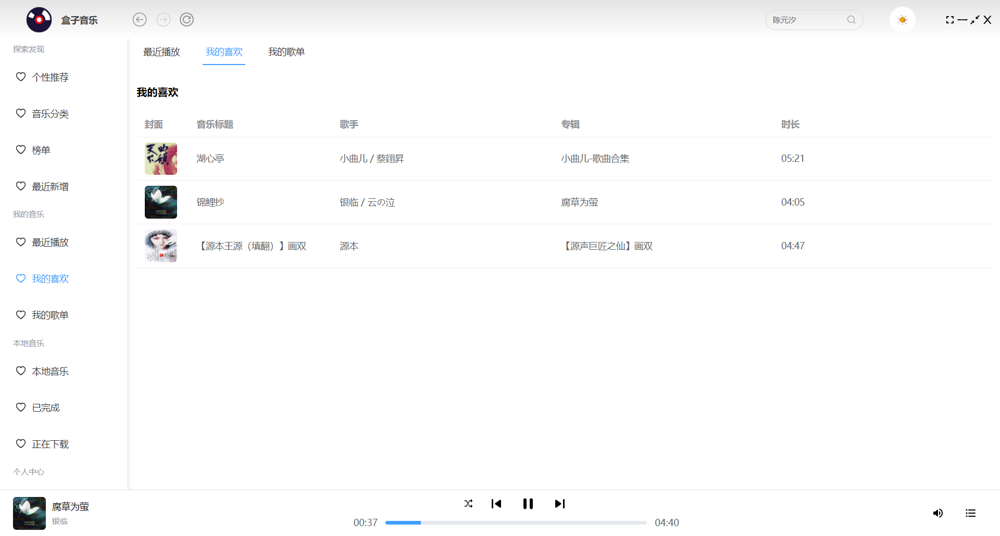 盒子音乐
陈元汐
探索发现
个性推荐
音乐分类
榜单
最近新增
我的音乐
最近播放
我的喜欢
我的歌单
本地音乐
本地音乐
已完成
正在下载
个人中心
最近播放 我的喜欢 我的歌单
我的喜欢
封面 音乐标题 歌手 专辑 时长
湖心亭 小曲儿 / 蔡翊昇 小曲儿-歌曲合集 05:21
锦鲤抄 银临 / 云の泣 腐草为萤 04:05
【源本王源（填翻）】画双 源本 【源声巨匠之仙】画双 04:47
腐草为萤
银临
00:37 04:40